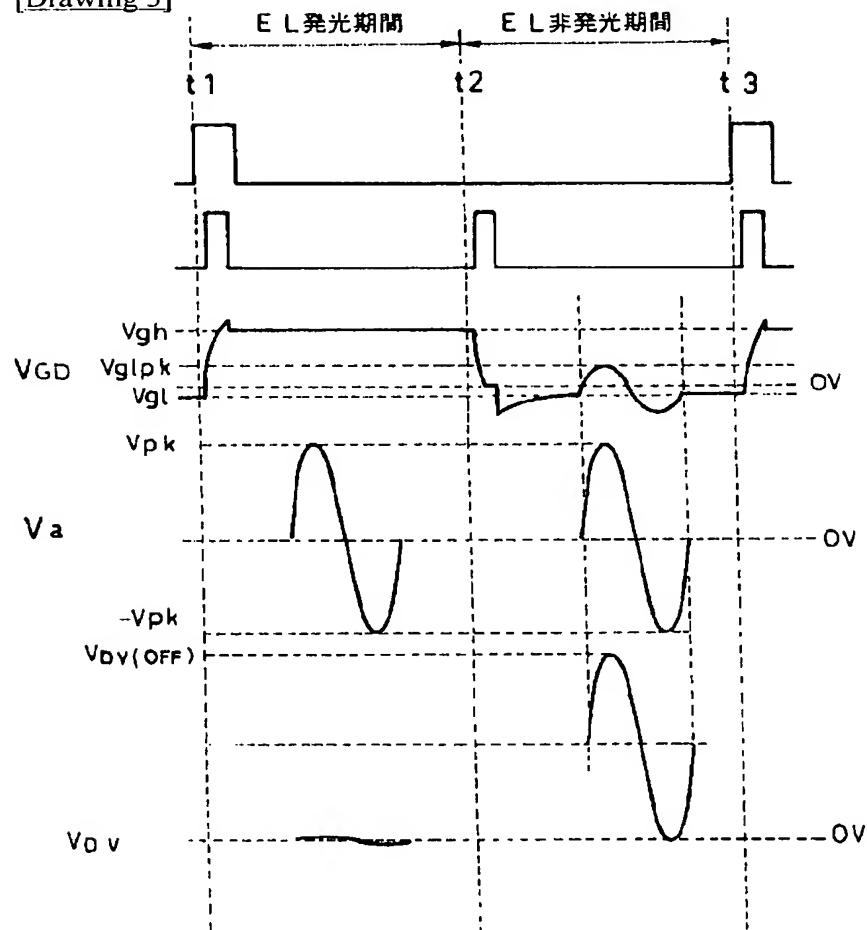 [Drawing 3]
EL発光期間 EL非発光期間
t1 t2 t3
Vgh
VGD Vglpk
Vgl 0V
Vpk
Va 0V
-Vpk
VDV(OFF)
VDV 0V